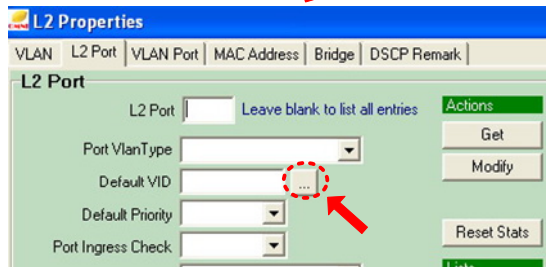 L2 Properties
VLAN L2 Port VLAN Port MAC Address Bridge DSCP Remark
L2 Port
L2 Port Leave blank to list all entries Actions
Get
Port VlanType
Modify
Default VID ...
Default Priority
Reset Stats
Port Ingress Check
Lists